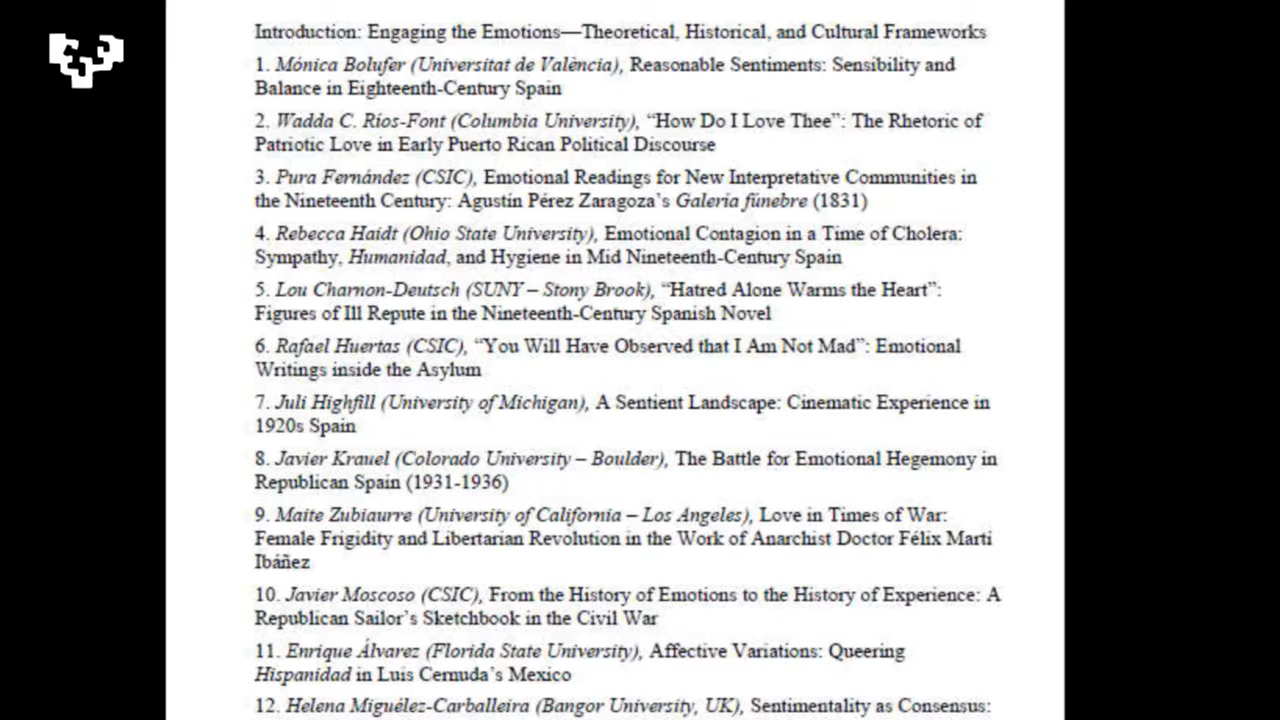 Introduction: Engaging the Emotions—Theoretical, Historical, and Cultural Frameworks
1. Mónica Bolufer (Universitat de València), Reasonable Sentiments: Sensibility and
Balance in Eighteenth-Century Spain
2. Wadda C. Ríos-Font (Columbia University), “How Do I Love Thee”: The Rhetoric of
Patriotic Love in Early Puerto Rican Political Discourse
3. Pura Fernández (CSIC), Emotional Readings for New Interpretative Communities in
the Nineteenth Century: Agustín Pérez Zaragoza’s Galería fúnebre (1831)
4. Rebecca Haidt (Ohio State University), Emotional Contagion in a Time of Cholera:
Sympathy, Humanidad, and Hygiene in Mid Nineteenth-Century Spain
5. Lou Charnon-Deutsch (SUNY – Stony Brook), “Hatred Alone Warms the Heart”:
Figures of Ill Repute in the Nineteenth-Century Spanish Novel
6. Rafael Huertas (CSIC), “You Will Have Observed that I Am Not Mad”: Emotional
Writings inside the Asylum
7. Juli Highfill (University of Michigan), A Sentient Landscape: Cinematic Experience in
1920s Spain
8. Javier Krauel (Colorado University – Boulder), The Battle for Emotional Hegemony in
Republican Spain (1931-1936)
9. Maite Zubiaurre (University of California – Los Angeles), Love in Times of War:
Female Frigidity and Libertarian Revolution in the Work of Anarchist Doctor Félix Martí
Ibáñez
10. Javier Moscoso (CSIC), From the History of Emotions to the History of Experience: A
Republican Sailor’s Sketchbook in the Civil War
11. Enrique Álvarez (Florida State University), Affective Variations: Queering
Hispanidad in Luis Cernuda’s Mexico
12. Helena Miguélez-Carballeira (Bangor University, UK), Sentimentality as Consensus: